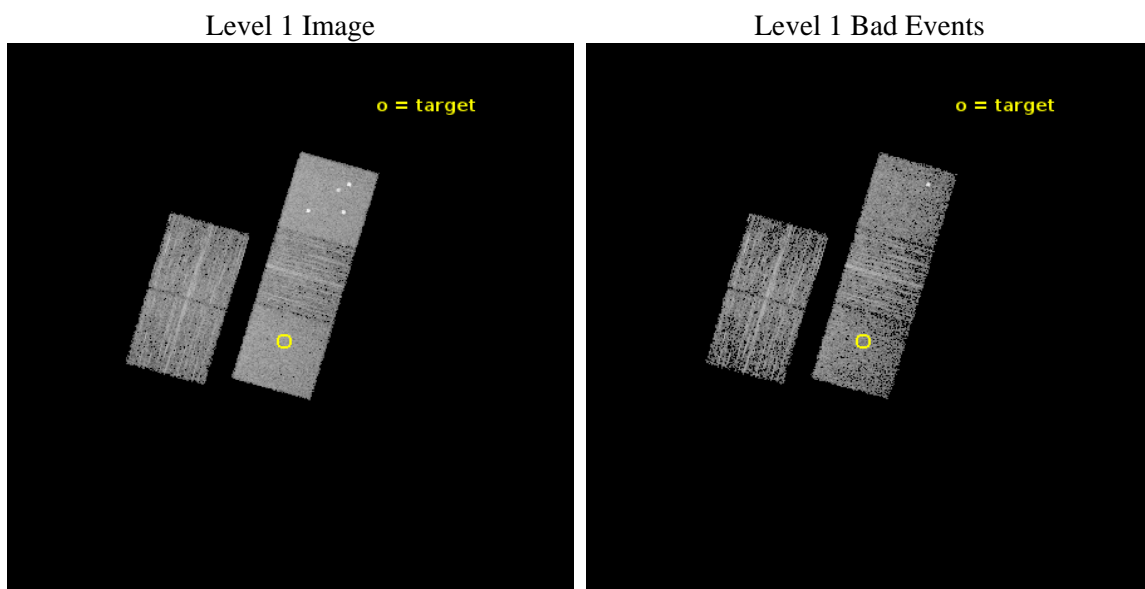 Level 1 Image
Level 1 Bad Events
o = target
o = target